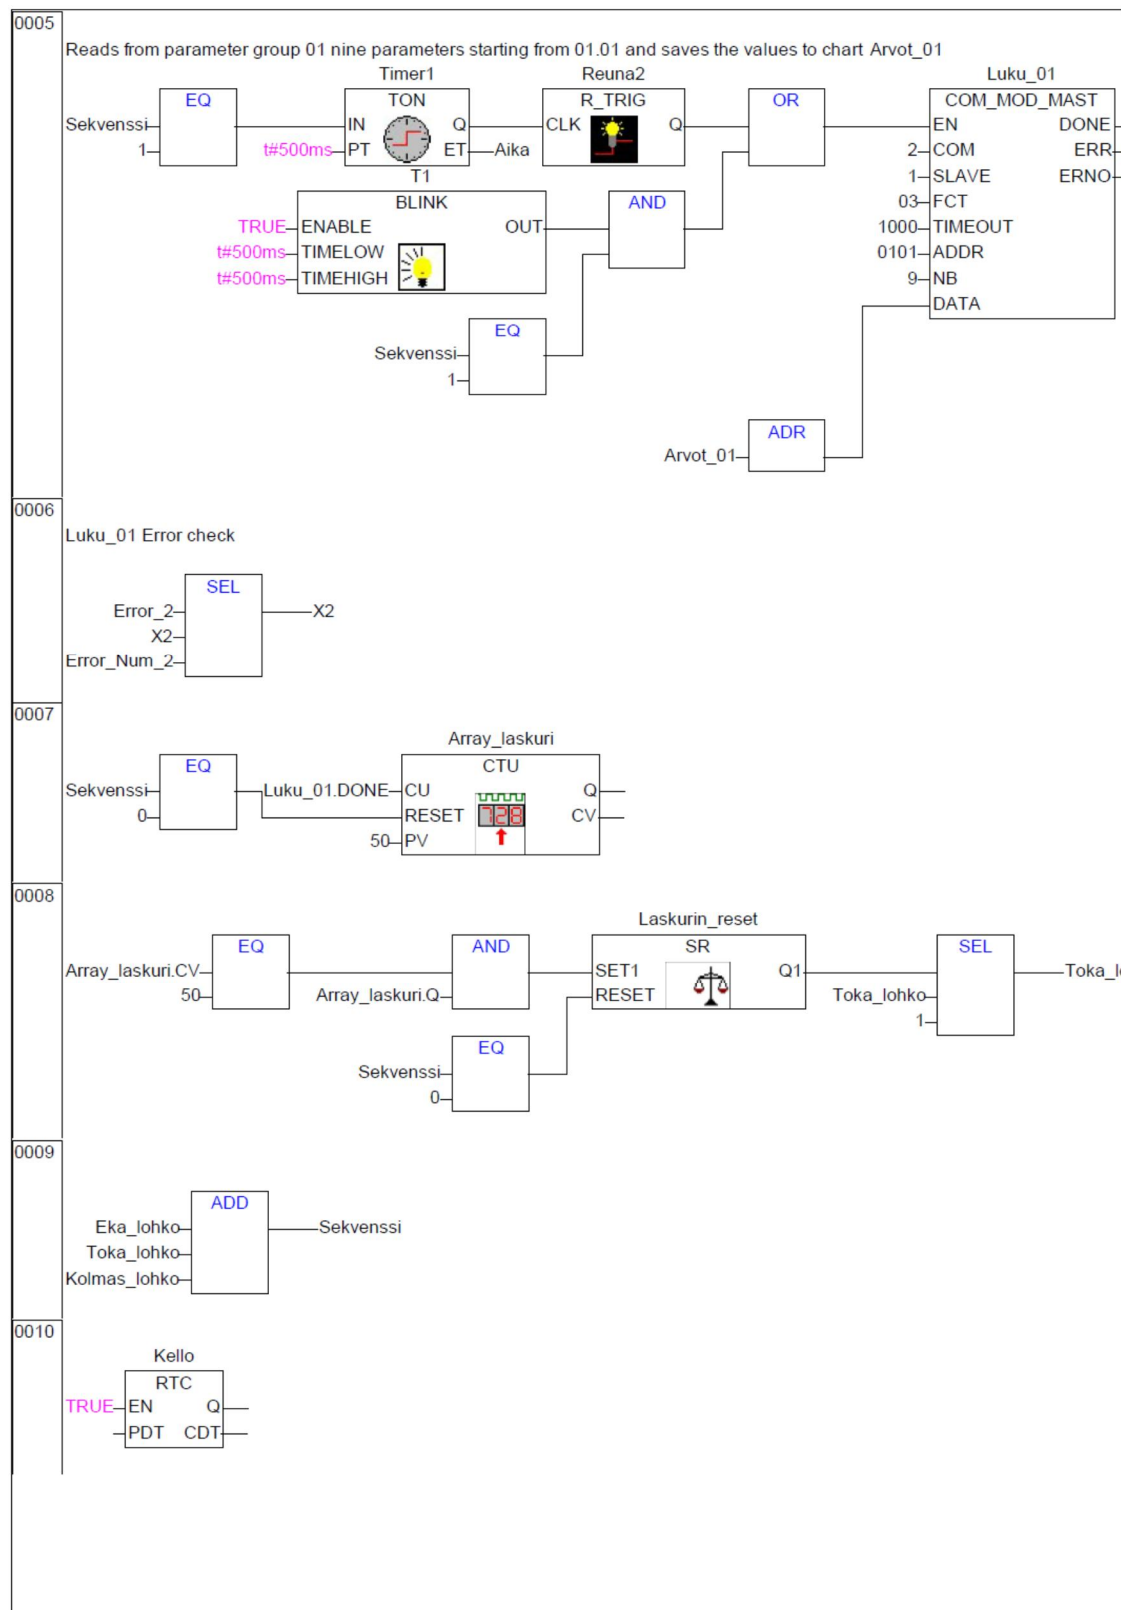 0005
Reads from parameter group 01 nine parameters starting from 01.01 and saves the values to chart Arvot_01
Timer1
Reuna2
Luku_01
EQ
TON
R_TRIG
OR
COM_MOD_MAST
Sekvenssi
IN
Q
CLK
Q
EN
DONE
1
t#500ms
PT
ET
Aika
2
COM
ERR
T1
1
SLAVE
ERNO
BLINK
AND
03
FCT
TRUE
ENABLE
OUT
1000
TIMEOUT
t#500ms
TIMELOW
0101
ADDR
t#500ms
TIMEHIGH
9
NB
DATA
EQ
Sekvenssi
1
ADR
Arvot_01
0006
Luku_01 Error check
SEL
Error_2
X2
X2
Error_Num_2
0007
Array_laskuri
EQ
CTU
Sekvenssi
Luku_01.DONE
CU
Q
0
RESET
CV
728
50
PV
0008
Laskurin_reset
EQ
AND
SR
SEL
Array_laskuri.CV
SET1
Q1
50
Array_laskuri.Q
RESET
Toka_lohko
1
EQ
Sekvenssi
0
0009
ADD
Eka_lohko
Sekvenssi
Toka_lohko
Kolmas_lohko
0010
Kello
RTC
TRUE
EN
Q
PDT
CDT